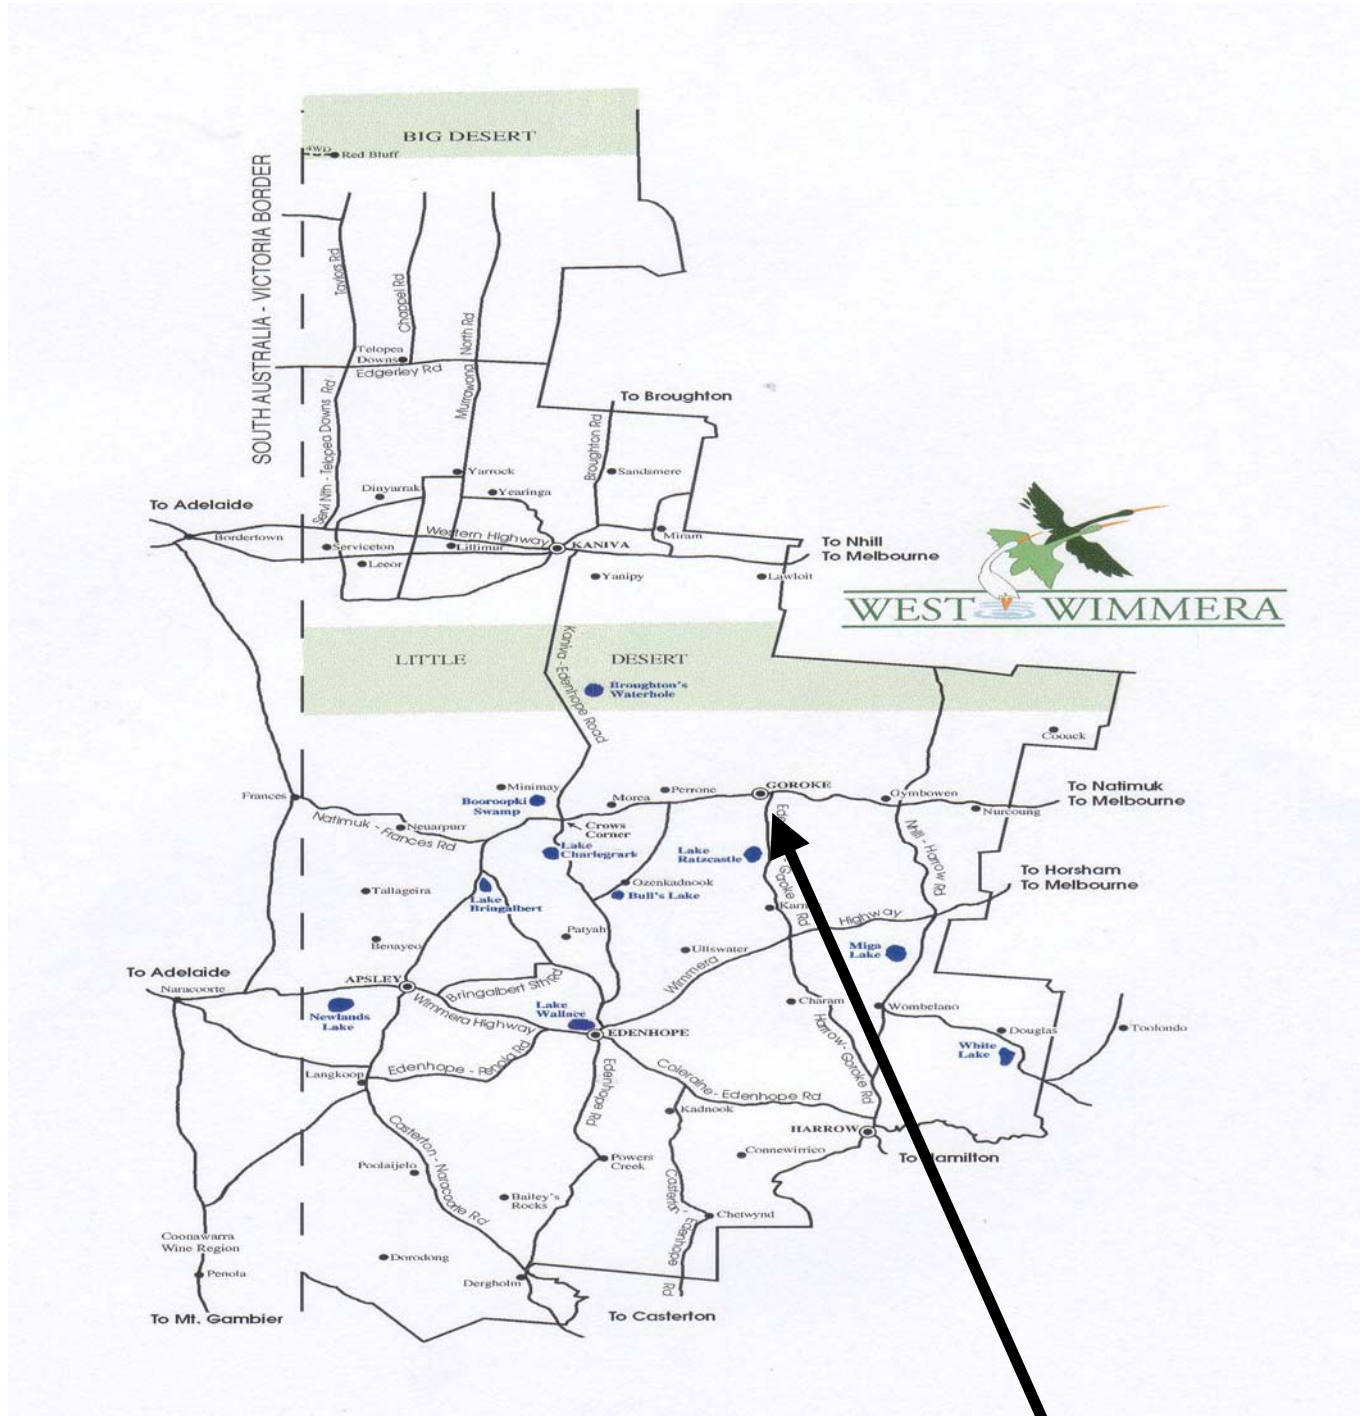 BIG DESERT
4WD
Red Bluff
SOUTH AUSTRALIA - VICTORIA BORDER
Taylors Rd
Chappel Rd
Murrawong North Rd
Telopea
Downs
Edgerley Rd
Servi Nth - Telopea Downs Rd
To Broughton
Broughton Rd
Yarrock
Sandsmere
Dinyarrak
Yearinga
To Adelaide
Bordertown
Western Highway
Miram
Serviceton
Lillimur
KANIVA
To Nhill
To Melbourne
Leeor
Yanipy
Lawloit
WEST WIMMERA
LITTLE DESERT
Kaniva - Edenhope Road
Broughton's
Waterhole
Cooack
Frances
Minimay
Perrone
GOROKE
To Natimuk
To Melbourne
Booroopki
Swamp
Morea
Gymbowen
Nurcoung
Natimuk - Frances Rd
Neuarpurr
Crows
Corner
Lake
Charlegrark
Lake
Ratzcastle
Goroke Rd
Nhill - Harrow Rd
To Horsham
To Melbourne
Tallageira
Lake
Bringalbert
Ozenkadnook
Bull's Lake
Benayeo
Patyah
Ullswater
Wimmera Highway
Miga
Lake
To Adelaide
Naracoorte
APSLEY
Bringalbert Sth Rd
Newlands
Lake
Wimmera Highway
Lake
Wallace
EDENHOPE
Charam
Wombelano
Harrow - Goroke Rd
Douglas
Toolondo
White
Lake
Langkoop
Edenhope - Penola Rd
Edenhope Rd
Coleraine - Edenhope Rd
Kadnook
HARROW
Casterton - Naracoorte Rd
Connewirrico
To Hamilton
Poolaijelo
Powers
Creek
Bailey's
Rocks
Casterton - Edenhope Rd
Chetwynd
Coonawarra
Wine Region
Dorodong
Penola
Dergholm
To Mt. Gambier
To Casterton